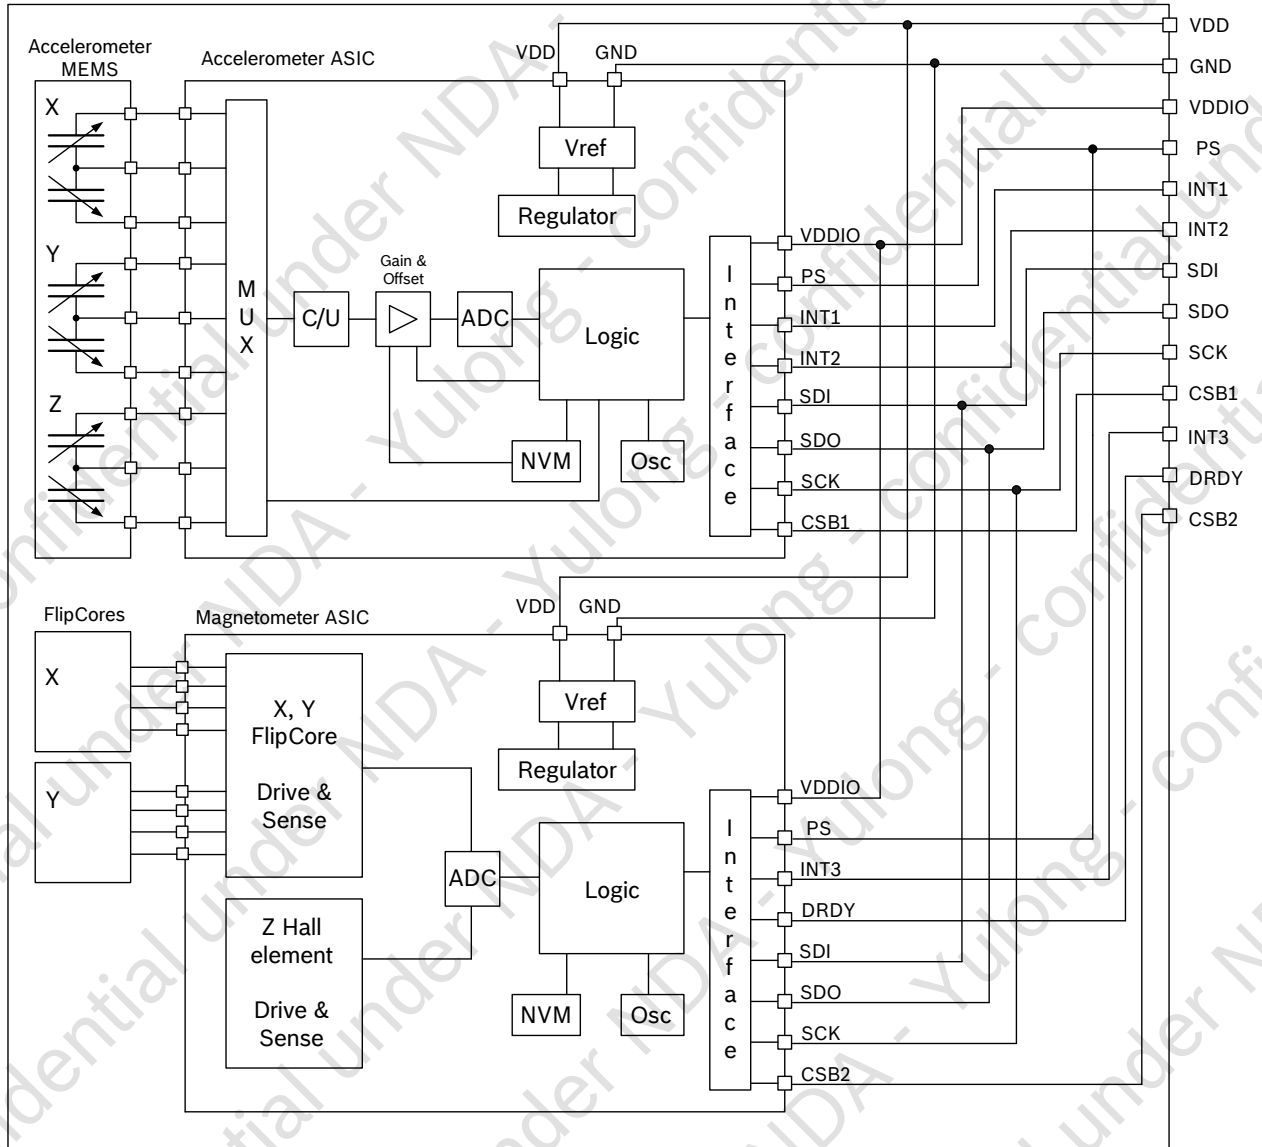 VDD
GND
VDDIO
PS
INT1
INT2
SDI
SDO
SCK
CSB1
INT3
DRDY
CSB2
Accelerometer
MEMS
X
Y
Z
Accelerometer ASIC
VDD
GND
Vref
Regulator
M
U
X
C/U
Gain &
Offset
ADC
Logic
NVM
Osc
I
n
t
e
r
f
a
c
e
VDDIO
PS
INT1
INT2
SDI
SDO
SCK
CSB1
FlipCores
X
Y
Magnetometer ASIC
VDD
GND
X, Y
FlipCore
Drive &
Sense
Z Hall
element
Drive &
Sense
Vref
Regulator
ADC
Logic
NVM
Osc
I
n
t
e
r
f
a
c
e
VDDIO
PS
INT3
DRDY
SDI
SDO
SCK
CSB2
confidential under NDA - Yulong - confidential under NDA - Yulong - confidential